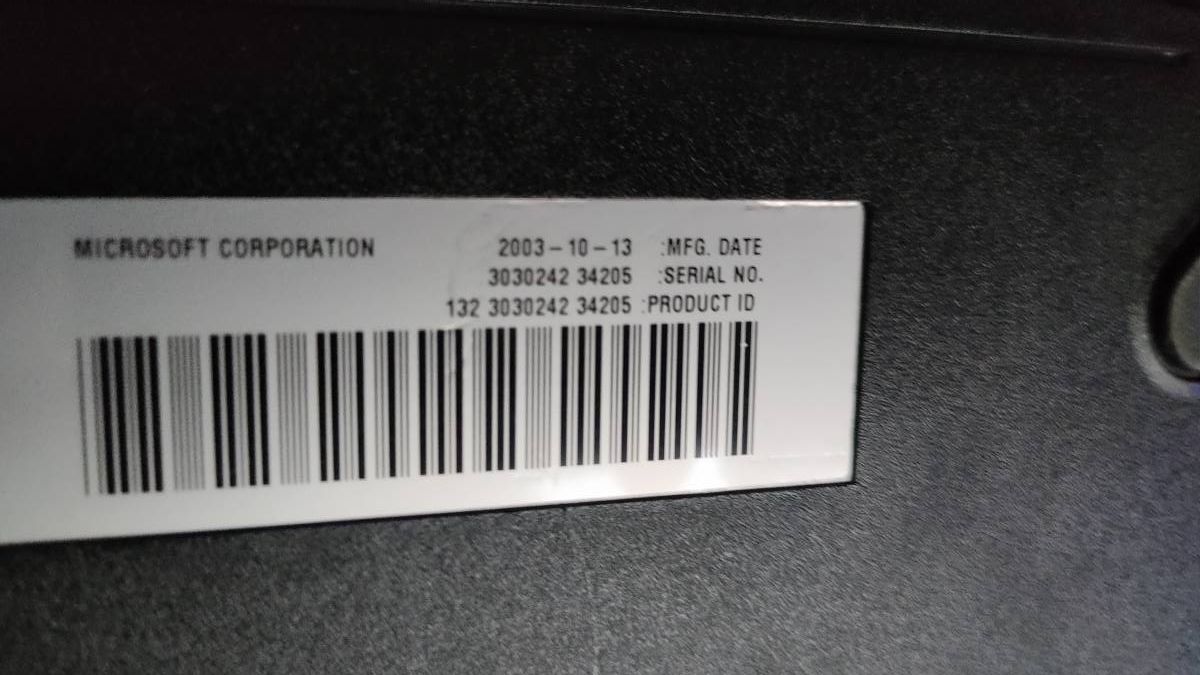 MICROSOFT CORPORATION 2003-10-13 :MFG. DATE
3030242 34205 :SERIAL NO.
132 3030242 34205 :PRODUCT ID